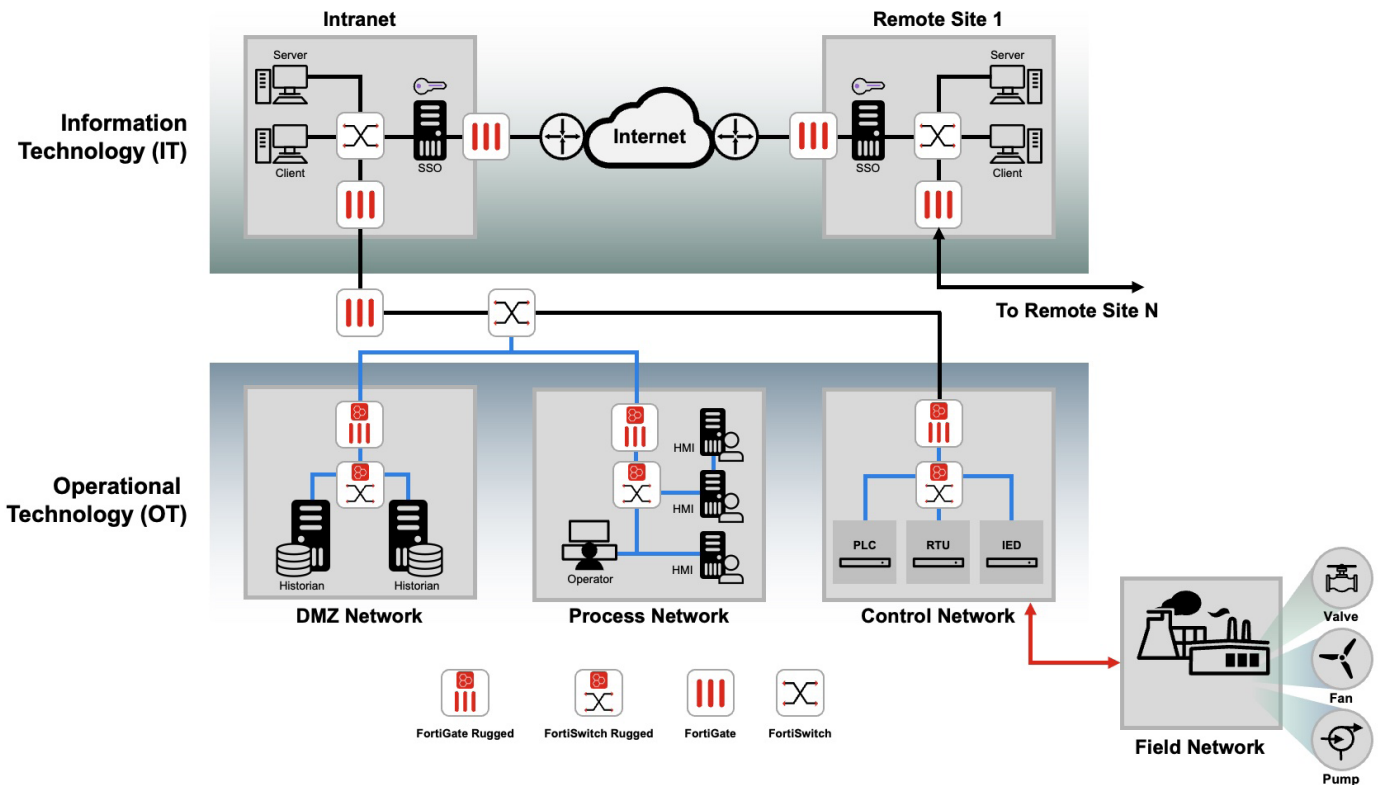 Intranet
Remote Site 1
Server
Server
Information
Technology (IT)
Internet
Client
SSO
SSO
Client
To Remote Site N
Operational
Technology (OT)
HMI
HMI
HMI
Operator
Historian
Historian
PLC
RTU
IED
DMZ Network
Process Network
Control Network
Valve
Fan
Pump
Field Network
FortiGate Rugged
FortiSwitch Rugged
FortiGate
FortiSwitch